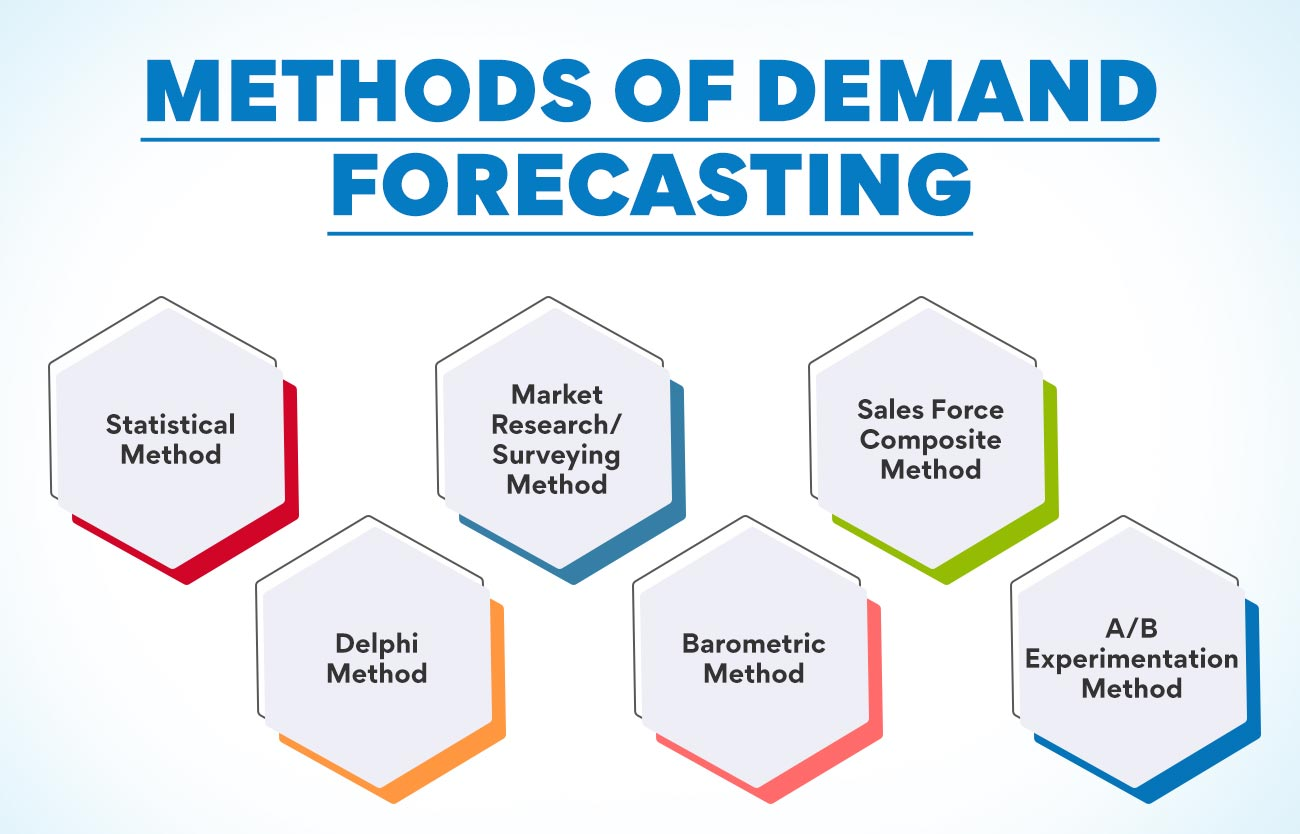 METHODS OF DEMAND
FORECASTING
Statistical
Method
Market
Research/
Surveying
Method
Sales Force
Composite
Method
Delphi
Method
Barometric
Method
A/B
Experimentation
Method